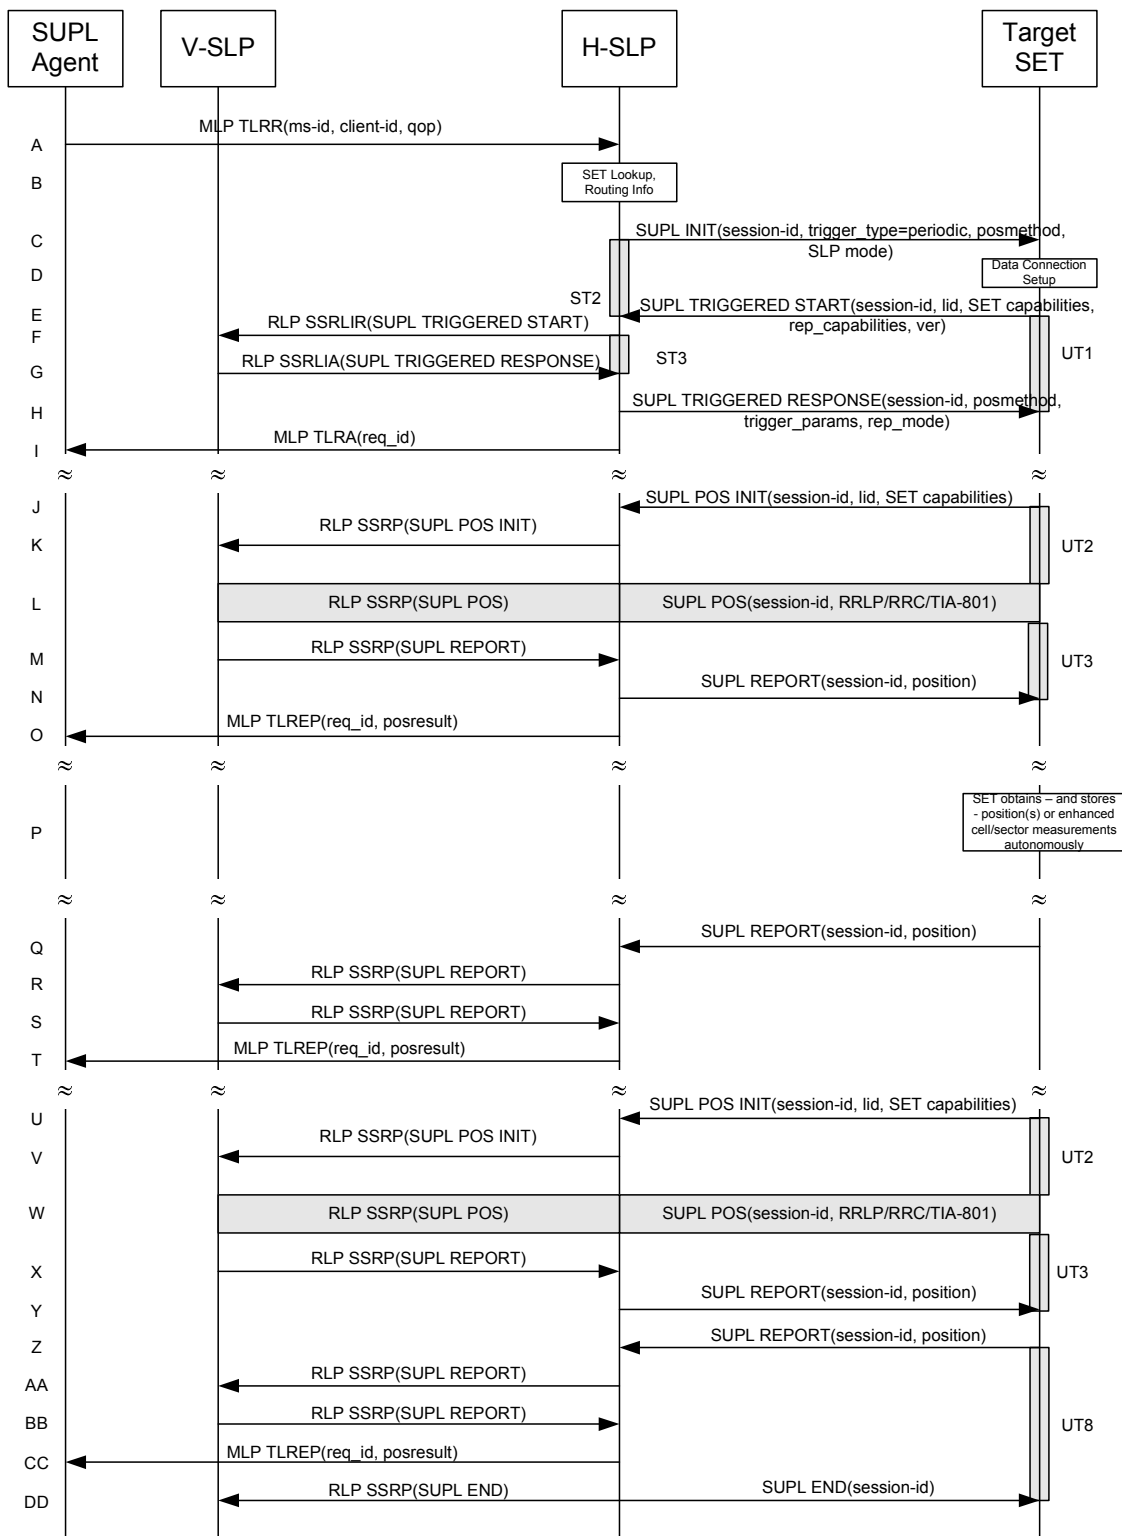 SUPL
Agent
V-SLP
H-SLP
Target
SET
MLP TLRR(ms-id, client-id, qop)
A
B
SET Lookup,
Routing Info
C
SUPL INIT(session-id, trigger_type=periodic, posmethod,
SLP mode)
D
Data Connection
Setup
ST2
E
SUPL TRIGGERED START(session-id, lid, SET capabilities,
rep_capabilities, ver)
F
RLP SSRLIR(SUPL TRIGGERED START)
ST3
UT1
G
RLP SSRLIA(SUPL TRIGGERED RESPONSE)
H
SUPL TRIGGERED RESPONSE(session-id, posmethod,
trigger_params, rep_mode)
I
MLP TLRA(req_id)
≈ ≈ ≈ ≈
J
SUPL POS INIT(session-id, lid, SET capabilities)
K
RLP SSRP(SUPL POS INIT)
UT2
L
RLP SSRP(SUPL POS)
SUPL POS(session-id, RRLP/RRC/TIA-801)
M
RLP SSRP(SUPL REPORT)
UT3
N
SUPL REPORT(session-id, position)
O
MLP TLREP(req_id, posresult)
≈ ≈ ≈ ≈
P
SET obtains – and stores
- position(s) or enhanced
cell/sector measurements
autonomously
≈ ≈ ≈ ≈
Q
SUPL REPORT(session-id, position)
R
RLP SSRP(SUPL REPORT)
S
RLP SSRP(SUPL REPORT)
T
MLP TLREP(req_id, posresult)
≈ ≈ ≈ ≈
U
SUPL POS INIT(session-id, lid, SET capabilities)
V
RLP SSRP(SUPL POS INIT)
UT2
W
RLP SSRP(SUPL POS)
SUPL POS(session-id, RRLP/RRC/TIA-801)
X
RLP SSRP(SUPL REPORT)
UT3
Y
SUPL REPORT(session-id, position)
Z
SUPL REPORT(session-id, position)
AA
RLP SSRP(SUPL REPORT)
BB
RLP SSRP(SUPL REPORT)
UT8
CC
MLP TLREP(req_id, posresult)
DD
RLP SSRP(SUPL END)
SUPL END(session-id)